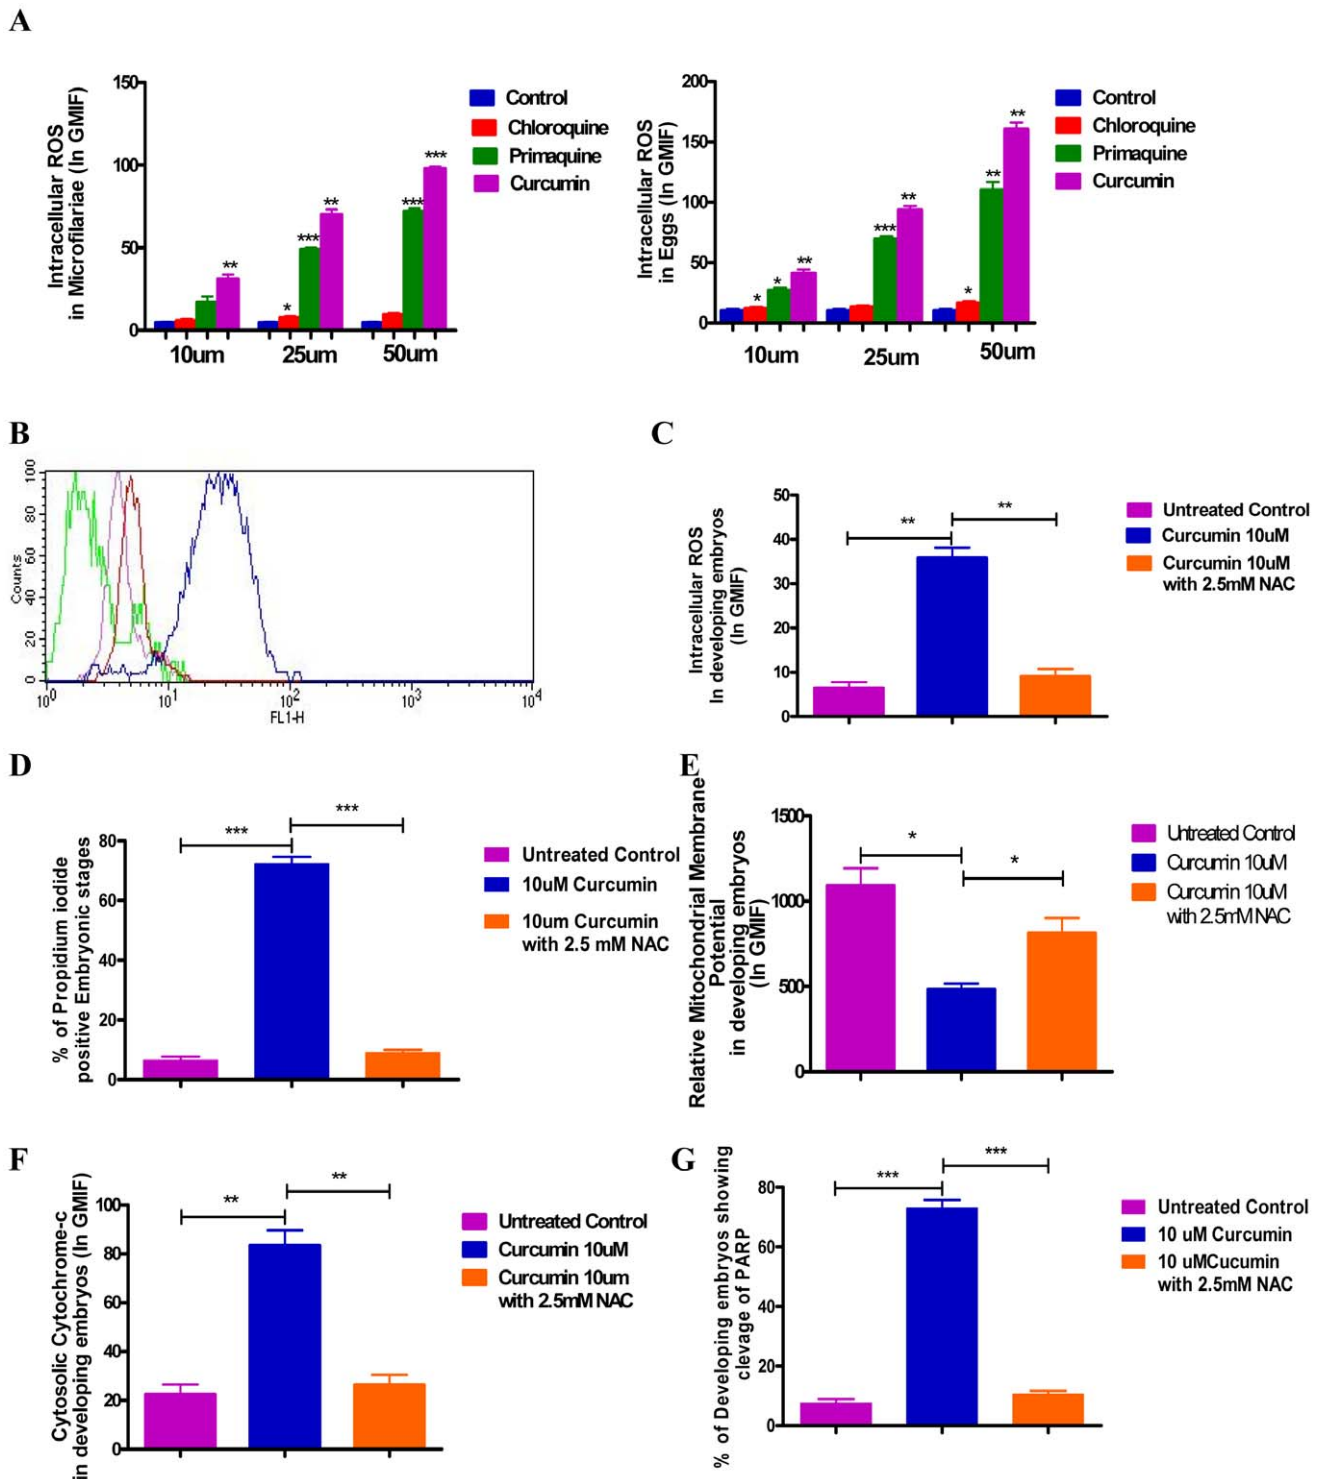 A
Intracellular ROS
in Microfilariae (In GMIF)
150
100
50
0
**
*
***
**
***
***
10um
25um
50um
Control
Chloroquine
Primaquine
Curcumin
Intracellular ROS
in Eggs (In GMIF)
200
150
100
50
0
*
*
**
***
**
*
**
**
10um
25um
50um
Control
Chloroquine
Primaquine
Curcumin
B
Counts
100
80
60
40
20
0
10^0
10^1
10^2
10^3
10^4
FL1-H
C
Intracellular ROS
In developing embryos
(In GMIF)
50
40
30
20
10
0
**
**
Untreated Control
Curcumin 10uM
Curcumin 10uM
with 2.5mM NAC
D
% of Propidium iodide
positive Embryonic stages
80
60
40
20
0
***
***
Untreated Control
10uM Curcumin
10um Curcumin
with 2.5 mM NAC
E
Relative Mitochondrial Membrane
Potential
in developing embryos
(In GMIF)
1500
1000
500
0
*
*
Untreated Control
Curcumin 10uM
Curcumin 10uM
with 2.5mM NAC
F
Cytosolic Cytochrome-c
in developing embryos (In GMIF)
100
80
60
40
20
0
**
**
Untreated Control
Curcumin 10uM
Curcumin 10um
with 2.5mM NAC
G
% of Developing embryos showing
clevage of PARP
80
60
40
20
0
***
***
Untreated Control
10 uM Curcumin
10 uMCucumin
with 2.5mM NAC